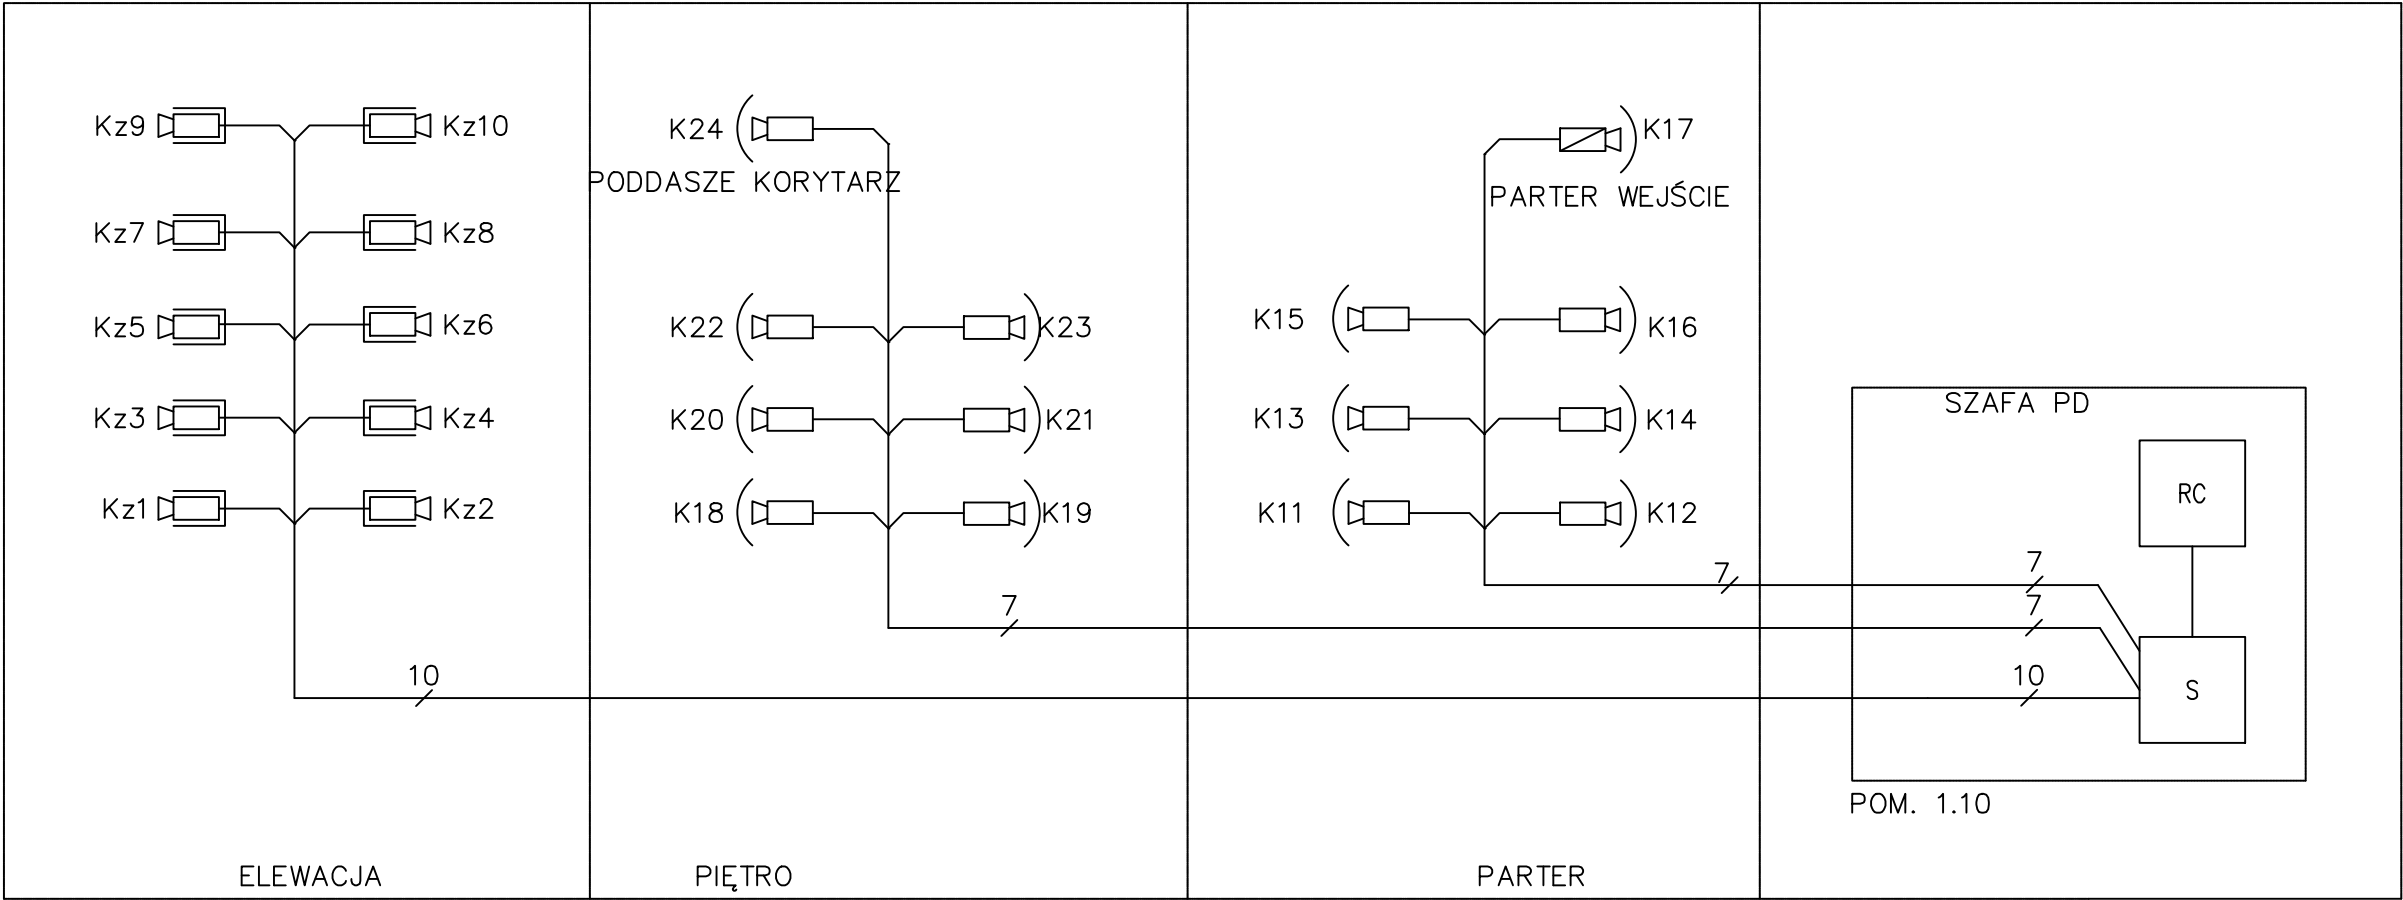 Kz9
Kz10
Kz7
Kz8
Kz5
Kz6
Kz3
Kz4
Kz1
Kz2
10
ELEWACJA
K24
PODDASZE KORYTARZ
K22
K23
K20
K21
K18
K19
7
PIĘTRO
K17
PARTER WEJŚCIE
K15
K16
K13
K14
K11
K12
7
PARTER
SZAFA PD
RC
7
7
10
S
POM. 1.10